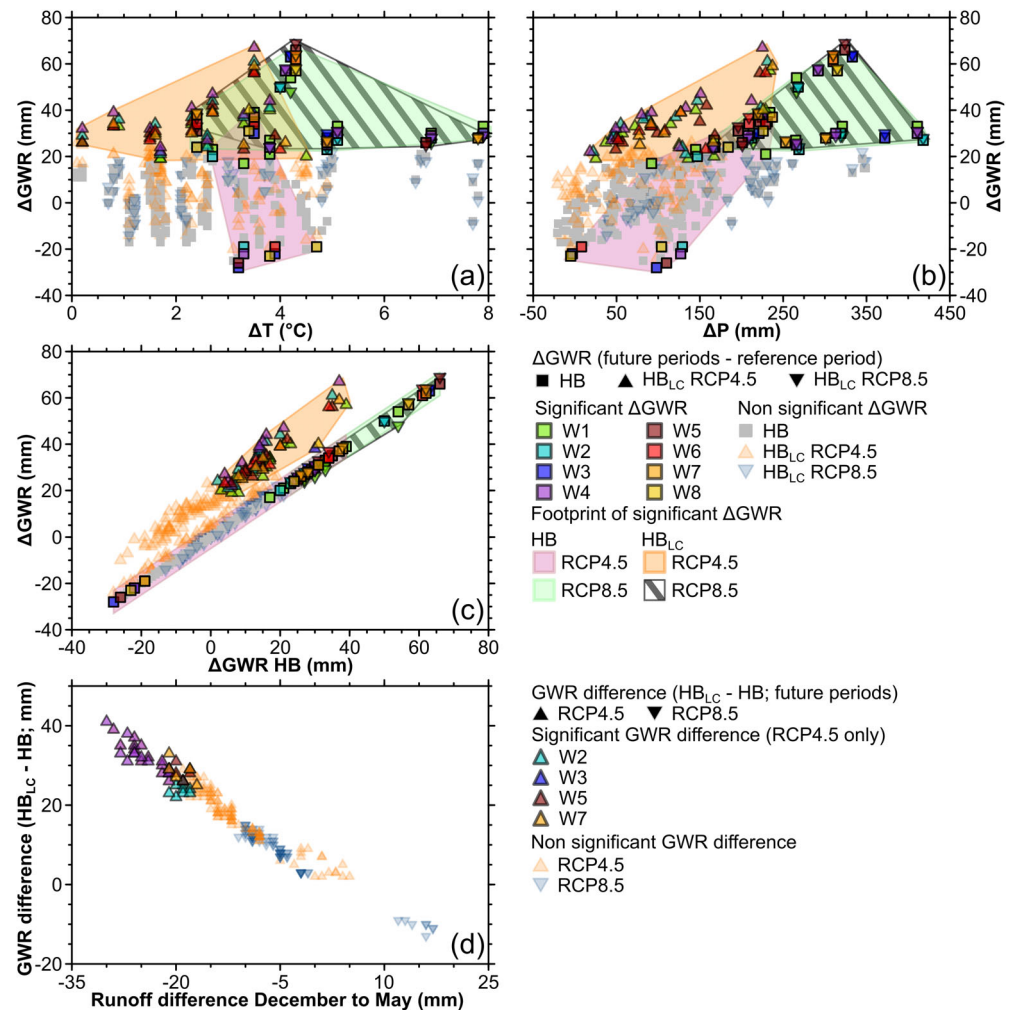 80
60
40
20
0
-20
-40
ΔGWR (mm)
0 2 4 6 8
ΔT (°C)
(a)
80
60
40
20
0
-20
-40
ΔGWR (mm)
-50 50 150 250 350 450
ΔP (mm)
(b)
80
60
40
20
0
-20
-40
ΔGWR (mm)
-40 -20 0 20 40 60 80
ΔGWR HB (mm)
(c)
ΔGWR (future periods - reference period)
HB HBLC RCP4.5 HBLC RCP8.5
Significant ΔGWR Non significant ΔGWR
W1 W5 HB
W2 W6 HBLC RCP4.5
W3 W7 HBLC RCP8.5
W4 W8
Footprint of significant ΔGWR
HB HBLC
RCP4.5 RCP4.5
RCP8.5 RCP8.5
40
20
0
-20
GWR difference (HBLC - HB; mm)
-35 -20 -5 10 25
Runoff difference December to May (mm)
(d)
GWR difference (HBLC - HB; future periods)
RCP4.5 RCP8.5
Significant GWR difference (RCP4.5 only)
W2
W3
W5
W7
Non significant GWR difference
RCP4.5
RCP8.5